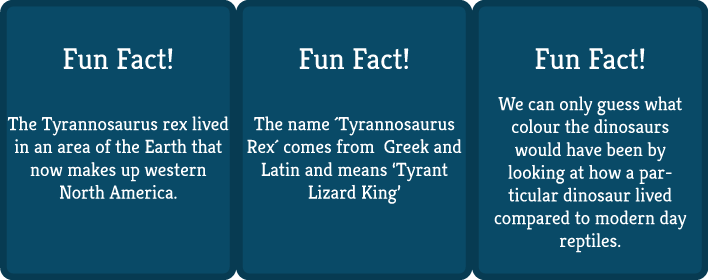 Fun Fact!
The Tyrannosaurus rex lived
in an area of the Earth that
now makes up western
North America.
Fun Fact!
The name ´Tyrannosaurus
Rex´ comes from  Greek and
Latin and means ‘Tyrant
Lizard King’
Fun Fact!
We can only guess what
colour the dinosaurs
would have been by
looking at how a par-
ticular dinosaur lived
compared to modern day
reptiles.